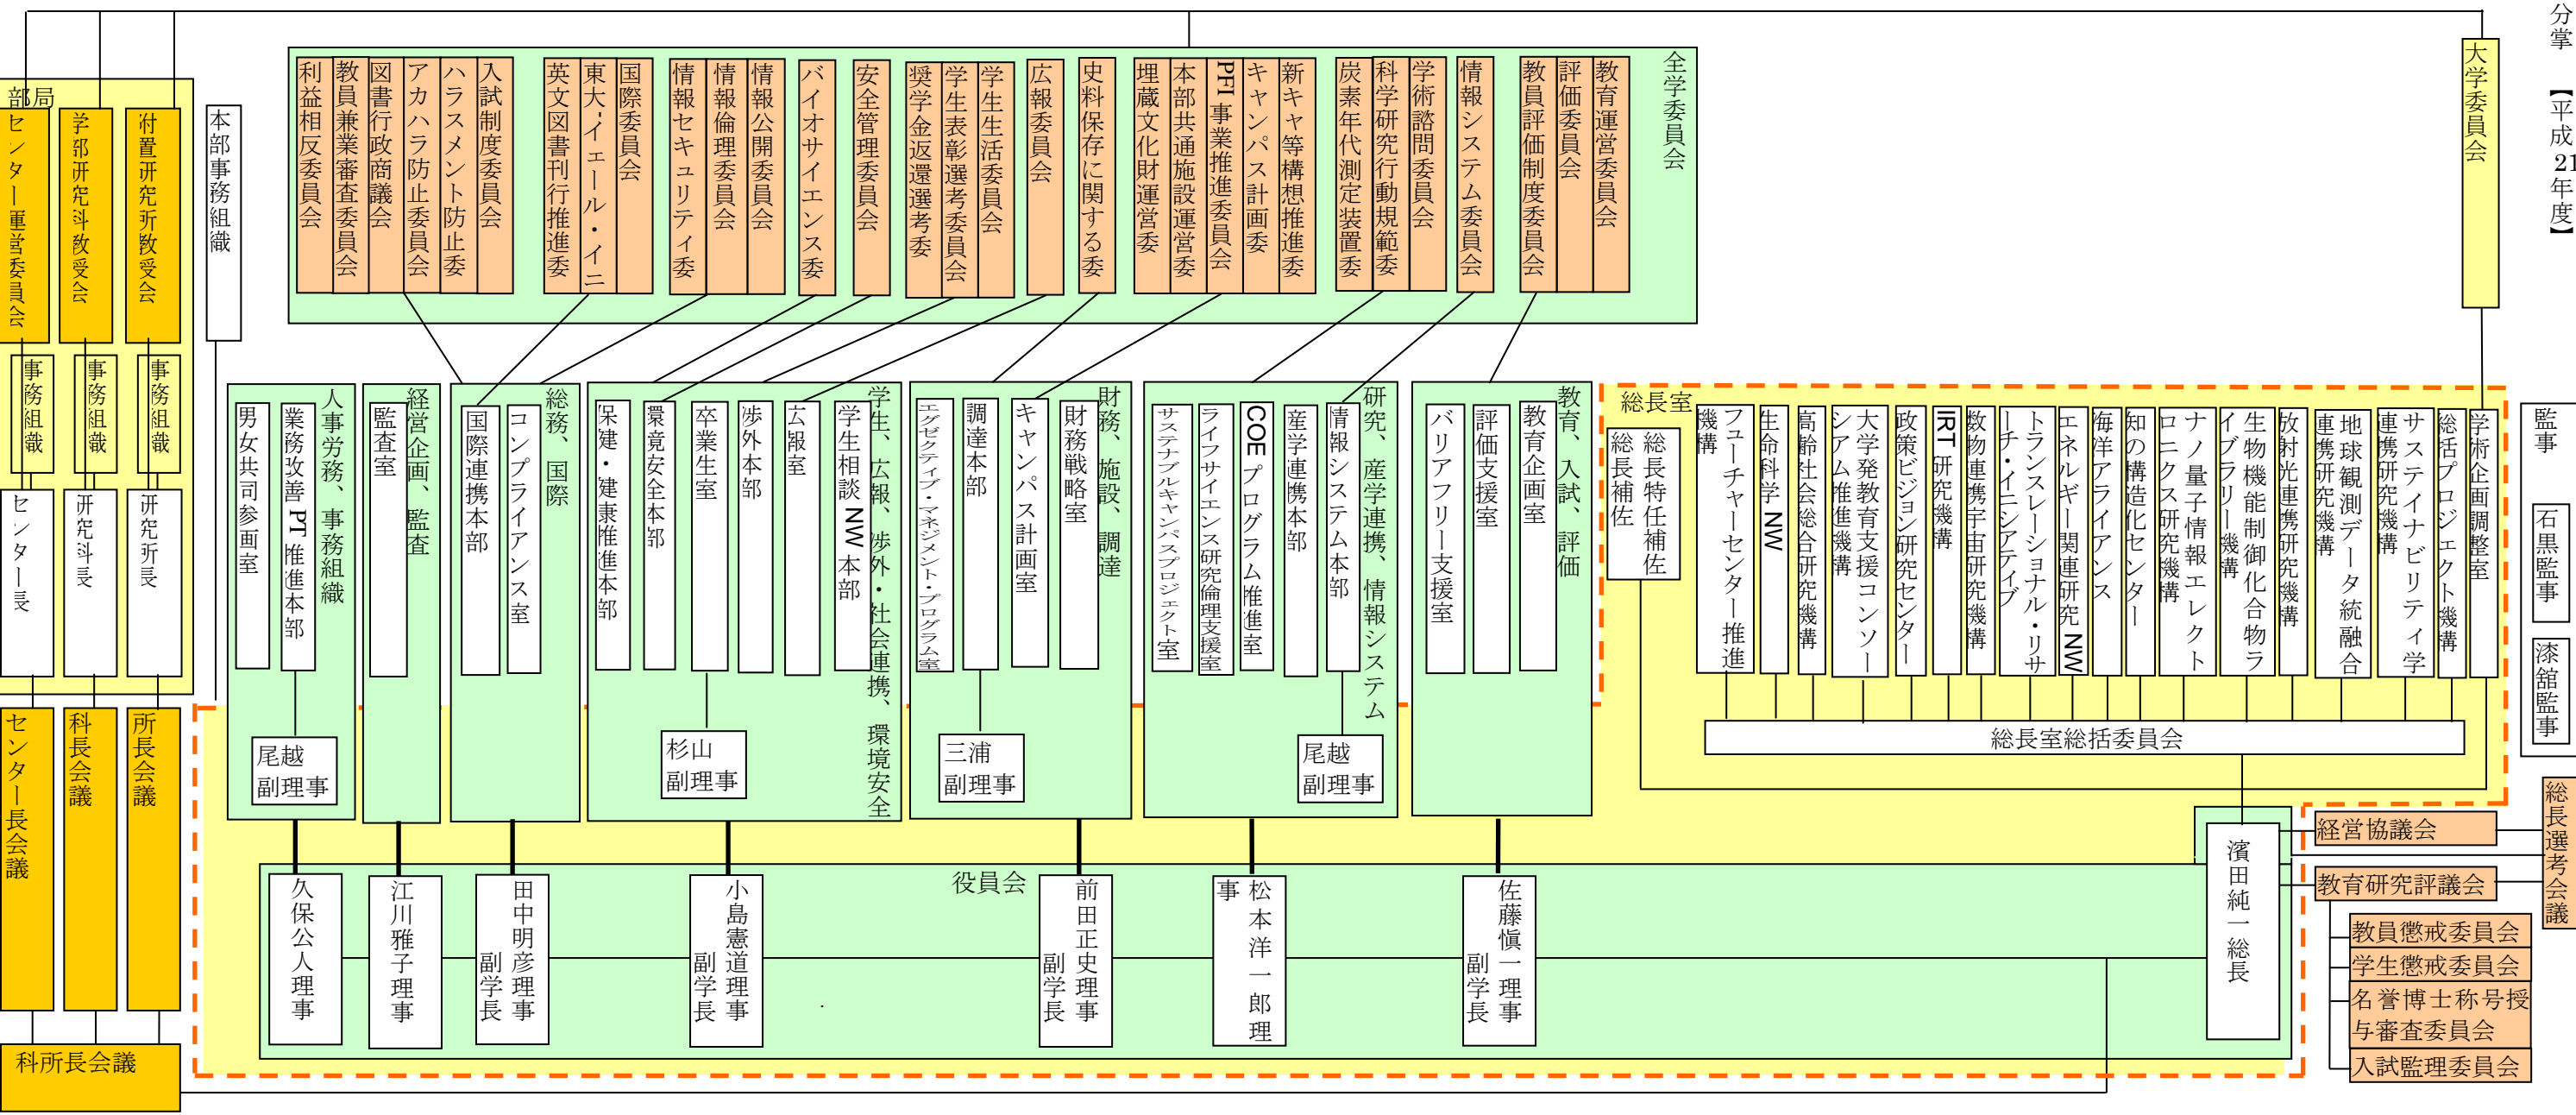 分掌 【平成21年度】
大学委員会
監事
石黒監事
漆舘監事
全学委員会
教育運営委員会
評価委員会
教員評価制度委員会
情報システム委員会
学術諮問委員会
科学研究行動規範委
炭素年代測定装置委
新キャ等構想推進委
キャンパス計画委
PFI 事業推進委員会
本部共通施設運営委
埋蔵文化財運営委
史料保存に関する委
広報委員会
学生生活委員会
学生表彰選考委員会
奨学金返還選考委
安全管理委員会
バイオサイエンス委
情報公開委員会
情報倫理委員会
情報セキュリティ委
国際委員会
東大-イェール・イニ
英文図書刊行推進委
入試制度委員会
ハラスメント防止委
アカハラ防止委員会
図書行政商議会
教員兼業審査委員会
利益相反委員会
本部事務組織
部局
附置研究所教授会
学部研究科教授会
センター運営委員会
事務組織
事務組織
事務組織
研究所長
研究科長
センター長
所長会議
科長会議
センター長会議
科所長会議
総長室
学術企画調整室
総括プロジェクト機構
サステイナビリティ学
連携研究機構
地球観測データ統融合
連携研究機構
放射光連携研究機構
生物機能制御化合物ラ
イブラリー機構
ナノ量子情報エレクト
ロニクス研究機構
知の構造化センター
海洋アライアンス
エネルギー関連研究 NW
トランスレーショナル・リサ
ーチ・イニシアティブ
数物連携宇宙研究機構
IRT 研究機構
政策ビジョン研究センター
大学発教育支援コンソー
シアム推進機構
高齢社会総合研究機構
生命科学 NW
フューチャーセンター推進
機構
総長特任補佐
総長補佐
総長室総括委員会
教育、入試、評価
教育企画室
評価支援室
バリアフリー支援室
研究、産学連携、情報システム
情報システム本部
産学連携本部
COE プログラム推進室
ライフサイエンス研究倫理支援室
サステナブルキャンパスプロジェクト室
尾越
副理事
財務、施設、調達
財務戦略室
キャンパス計画室
調達本部
エグゼクティブ・マネジメント・プログラム室
三浦
副理事
学生、広報、渉外・社会連携、環境安全
学生相談 NW 本部
広報室
渉外本部
卒業生室
環境安全本部
保健・健康推進本部
杉山
副理事
総務、国際
コンプライアンス室
国際連携本部
経営企画、監査
監査室
人事労務、事務組織
業務改善 PT 推進本部
男女共同参画室
尾越
副理事
役員会
濱田純一総長
佐藤愼一理事
副学長
松本洋一郎理
事
前田正史理事
副学長
小島憲道理事
副学長
田中明彦理事
副学長
江川雅子理事
久保公人理事
総長選考会議
経営協議会
教育研究評議会
教員懲戒委員会
学生懲戒委員会
名誉博士称号授
与審査委員会
入試監理委員会